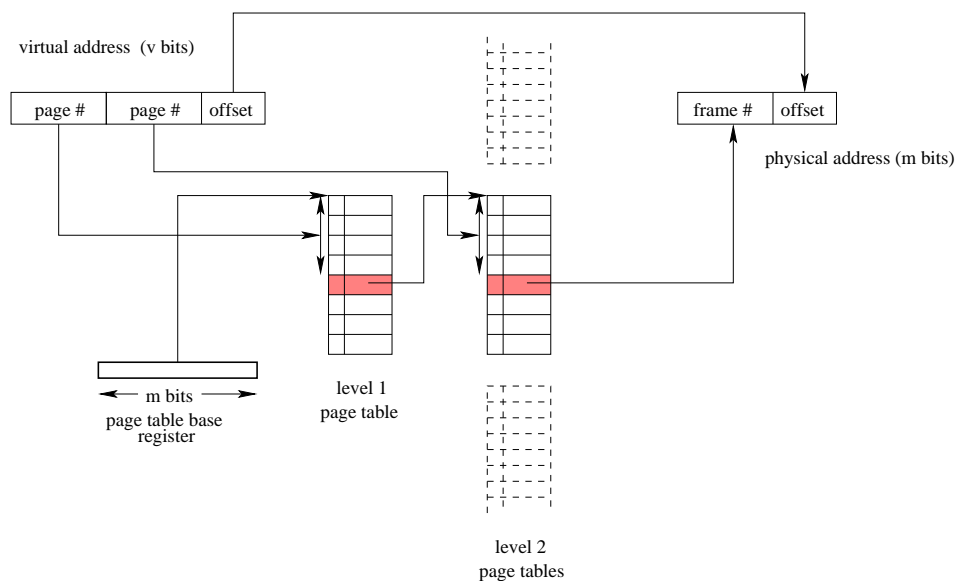 virtual address (v bits)
page #
page #
offset
frame #
offset
physical address (m bits)
m bits
page table base
register
level 1
page table
level 2
page tables